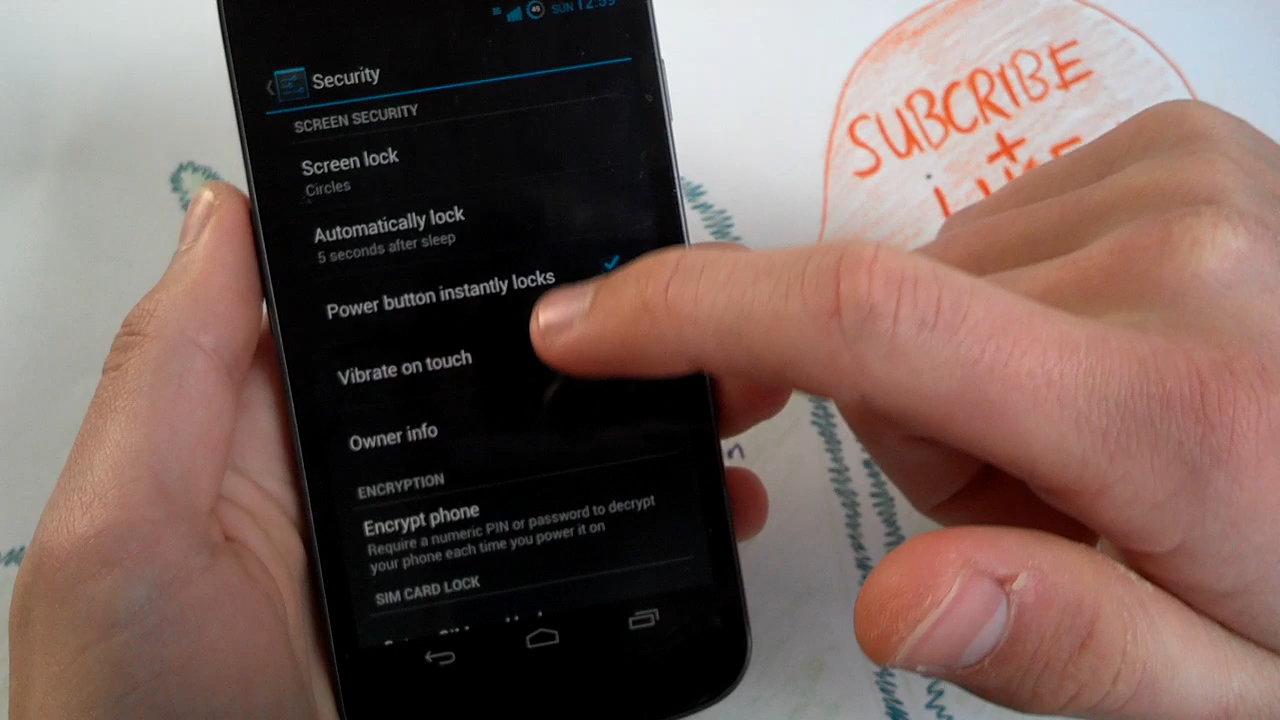 SUN 12:59
Security
SCREEN SECURITY
Screen lock
Circles
Automatically lock
5 seconds after sleep
Power button instantly locks
Vibrate on touch
Owner info
ENCRYPTION
Encrypt phone
Require a numeric PIN or password to decrypt
your phone each time you power it on
SIM CARD LOCK
SUBCRIBE
+